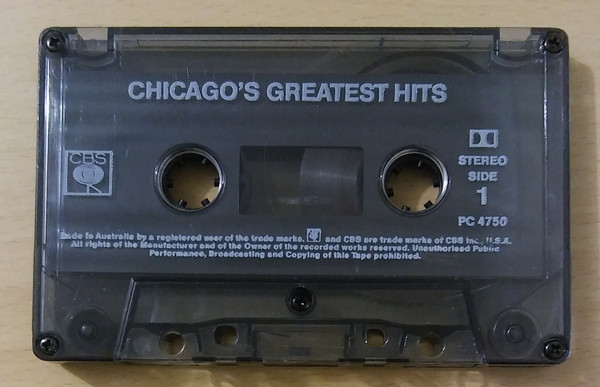 CHICAGO'S GREATEST HITS
CBS
STEREO
SIDE
1
PC 4750
Made in Australia by a registered user of the trade marks. and CBS are trade marks of CBS Inc., U.S.A.
All rights of the Manufacturer and of the Owner of the recorded works reserved. Unauthorised Public
Performance, Broadcasting and Copying of this Tape prohibited.